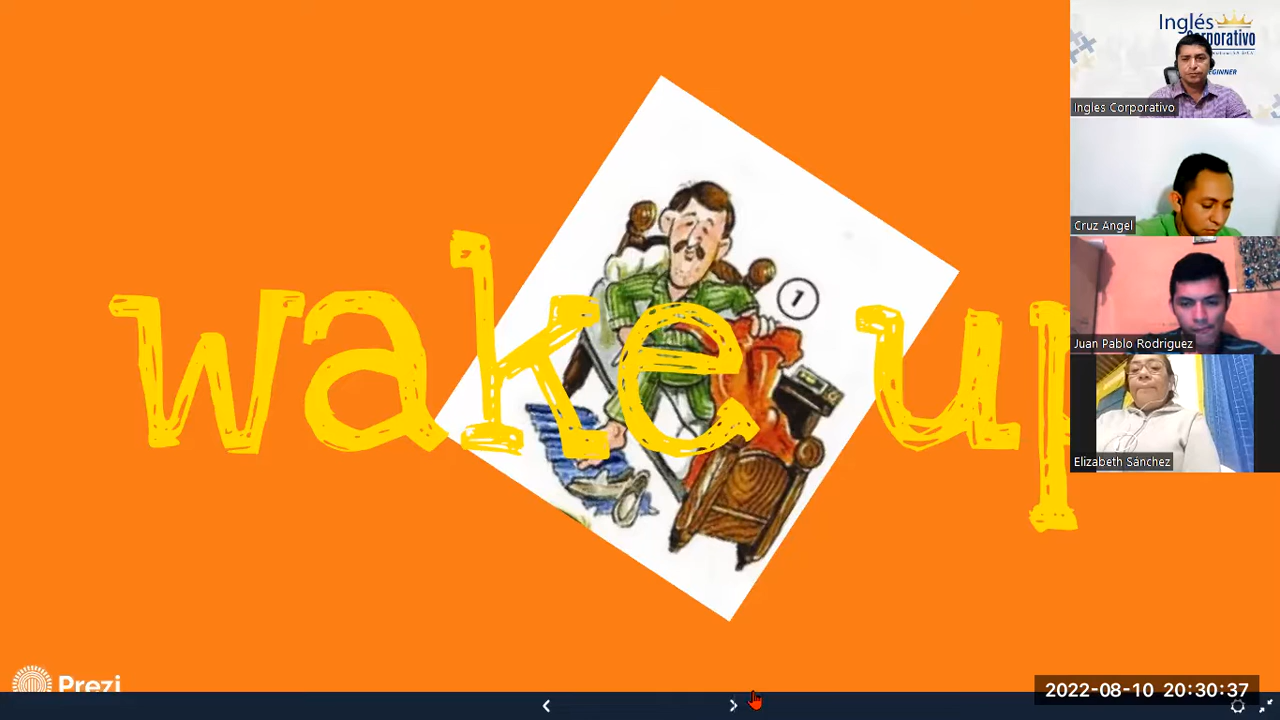 wake up
1
Inglés
Corporativo
BEGINNER
Ingles Corporativo
Cruz Angel
Juan Pablo Rodriguez
Elizabeth Sánchez
Prezi
2022-08-10 20:30:37